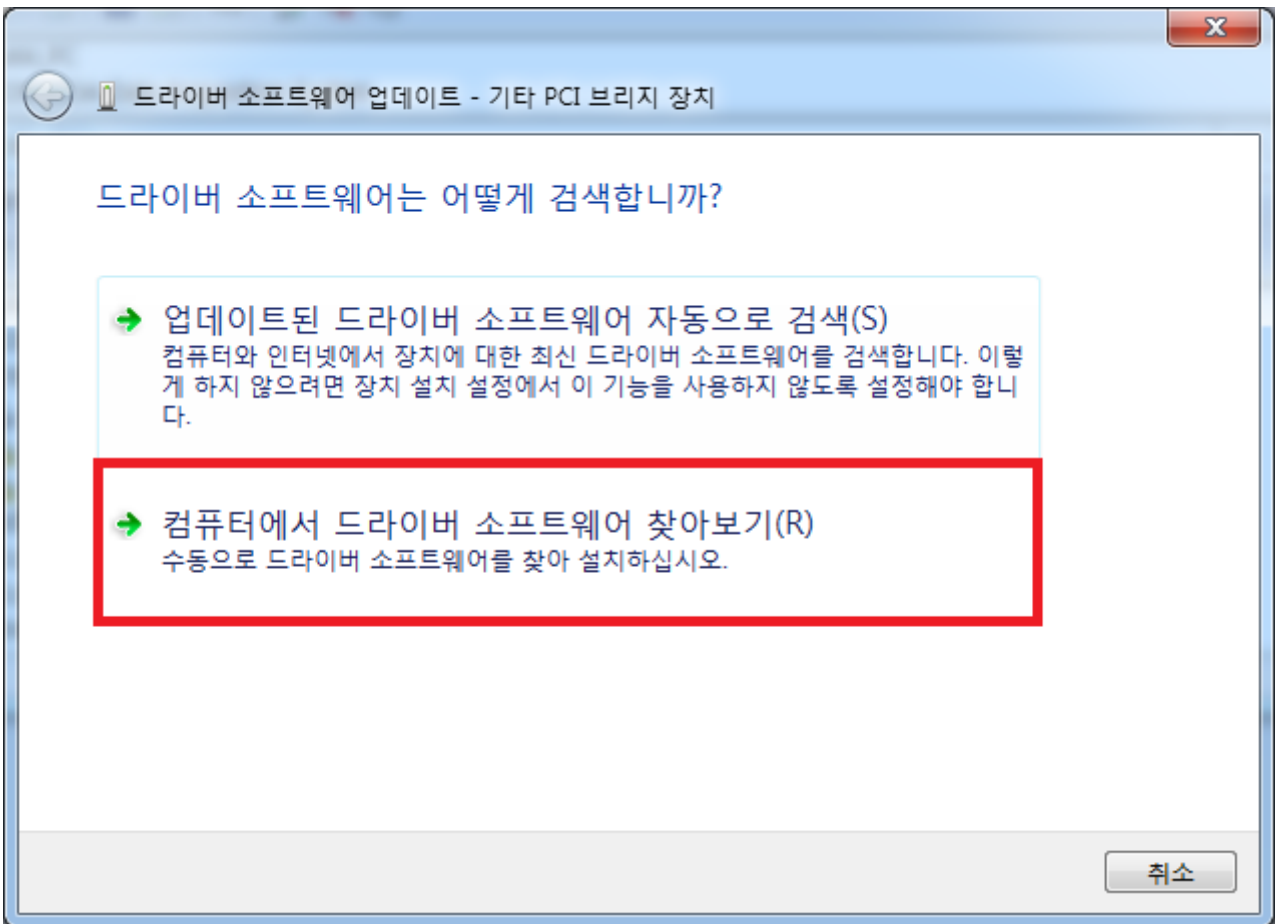 드라이버 소프트웨어 업데이트 - 기타 PCI 브리지 장치
드라이버 소프트웨어는 어떻게 검색합니까?
업데이트된 드라이버 소프트웨어 자동으로 검색(S)
컴퓨터와 인터넷에서 장치에 대한 최신 드라이버 소프트웨어를 검색합니다. 이렇
게 하지 않으려면 장치 설치 설정에서 이 기능을 사용하지 않도록 설정해야 합니
다.
컴퓨터에서 드라이버 소프트웨어 찾아보기(R)
수동으로 드라이버 소프트웨어를 찾아 설치하십시오.
취소